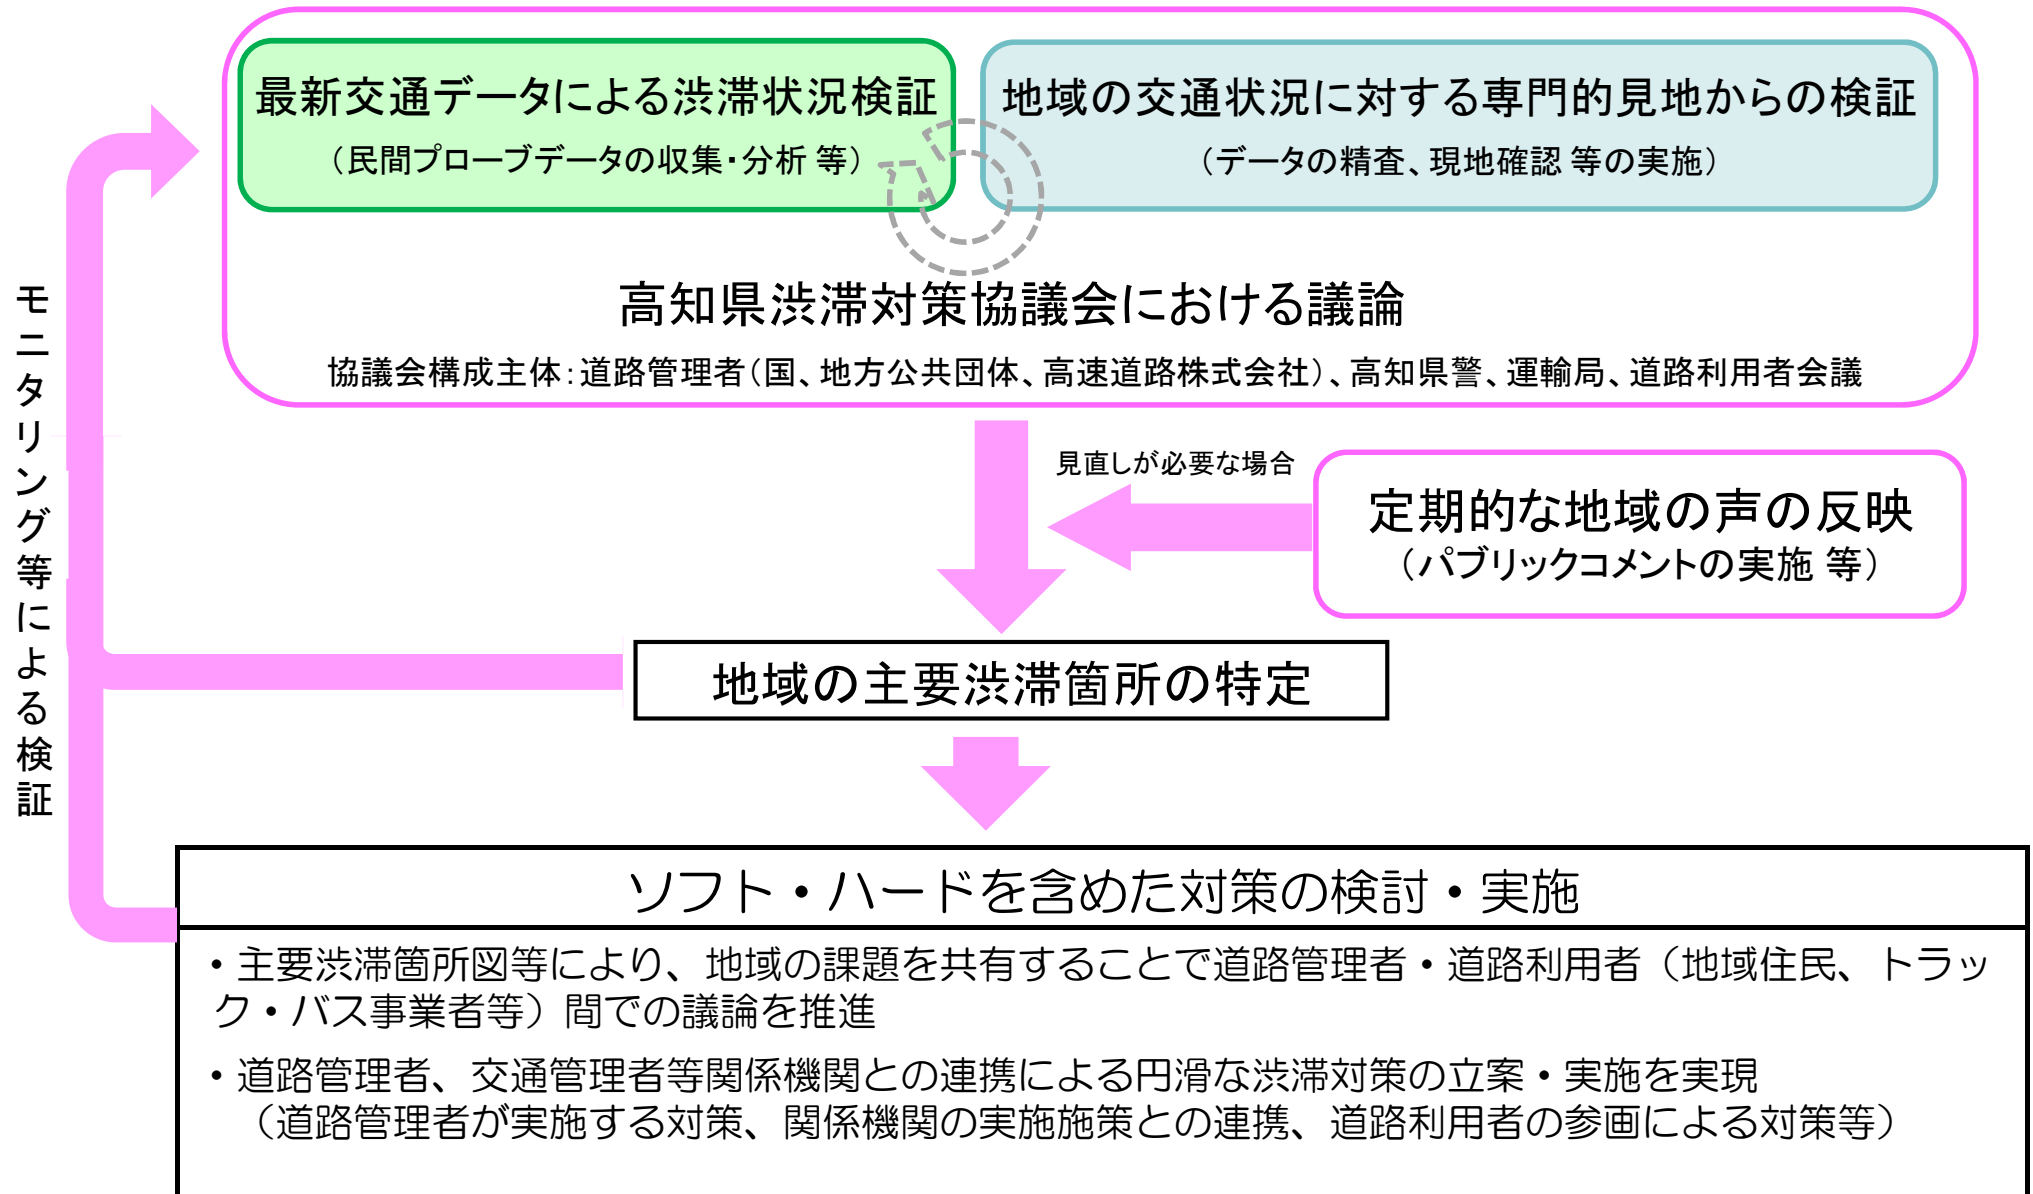 最新交通データによる渋滞状況検証
（民間プローブデータの収集・分析 等）
地域の交通状況に対する専門的見地からの検証
（データの精査、現地確認 等の実施）
高知県渋滞対策協議会における議論
協議会構成主体：道路管理者（国、地方公共団体、高速道路株式会社）、高知県警、運輸局、道路利用者会議
モニタリング等による検証
見直しが必要な場合
定期的な地域の声の反映
（パブリックコメントの実施 等）
地域の主要渋滞箇所の特定
ソフト・ハードを含めた対策の検討・実施
・主要渋滞箇所図等により、地域の課題を共有することで道路管理者・道路利用者（地域住民、トラッ
ク・バス事業者等）間での議論を推進
・道路管理者、交通管理者等関係機関との連携による円滑な渋滞対策の立案・実施を実現
（道路管理者が実施する対策、関係機関の実施施策との連携、道路利用者の参画による対策等）